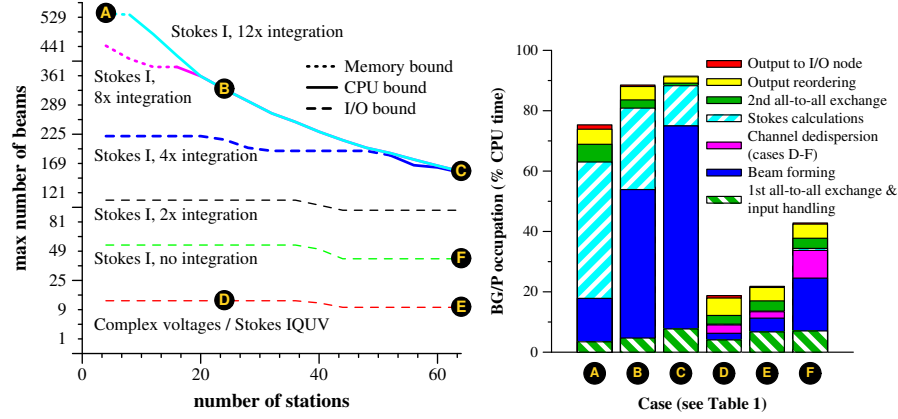 max number of beams
529
441
361
289
225
169
121
81
49
25
9
1
0
20
40
60
number of stations
A
Stokes I, 12x integration
Memory bound
CPU bound
I/O bound
Stokes I,
8x integration
B
Stokes I, 4x integration
C
Stokes I, 2x integration
Stokes I, no integration
F
D
E
Complex voltages / Stokes IQUV
BG/P occupation (% CPU time)
100
80
60
40
20
0
Output to I/O node
Output reordering
2nd all-to-all exchange
Stokes calculations
Channel dedispersion
(cases D-F)
Beam forming
1st all-to-all exchange &
input handling
A
B
C
D
E
F
Case (see Table 1)